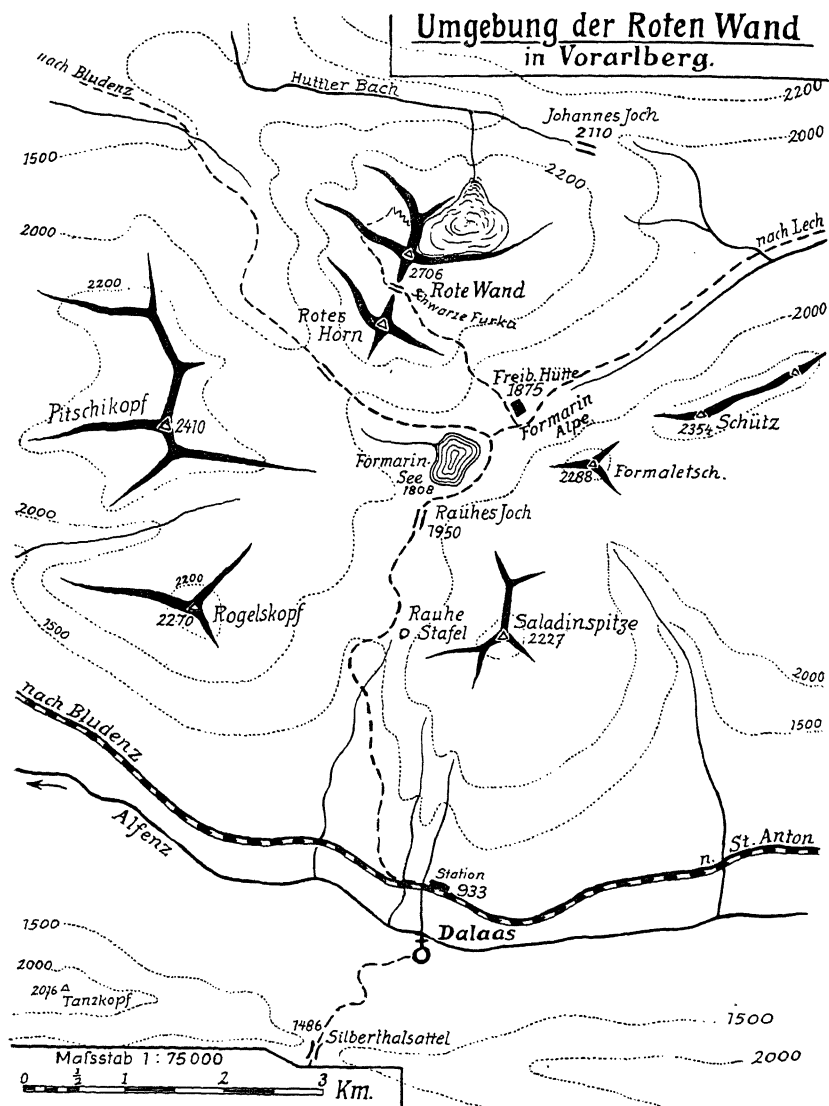 Umgebung der Roten Wand
in Vorarlberg.
nach Bludenz
Huttler Bach
2200
Johannes Joch
2110
2000
1500
2200
2000
nach Lech
2200
2706
Rote Wand
Schwarze Furka
Rotes
Horn
2000
Freib. Hütte
1875
Pitschikopf
2410
Formarin
Alpe
2354
Schütz
Formarin-
See
1808
2288
Formaletsch.
2000
Rauhes Joch
1950
2200
2270
Rogelskopf
Rauhe
Stafel
Saladinspitze
2227
1500
2000
nach Bludenz
1500
Alfenz
n. St. Anton
Station
933
Dalaas
1500
2000
2076
Tanzkopf
1486
Silberthalsattel
1500
2000
Maſsstab 1:75000
0 ½ 1 2 3 Km.